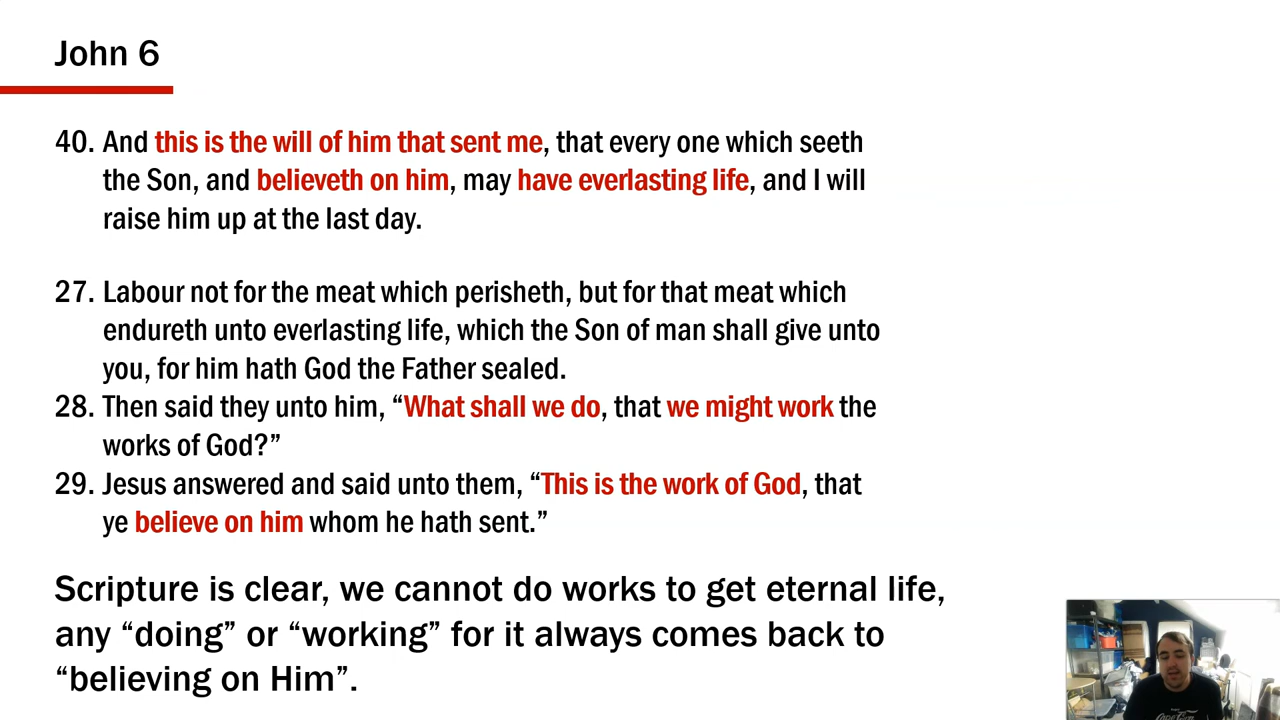 John 6
40. And this is the will of him that sent me, that every one which seeth
the Son, and believeth on him, may have everlasting life, and I will
raise him up at the last day.
27. Labour not for the meat which perisheth, but for that meat which
endureth unto everlasting life, which the Son of man shall give unto
you, for him hath God the Father sealed.
28. Then said they unto him, “What shall we do, that we might work the
works of God?”
29. Jesus answered and said unto them, “This is the work of God, that
ye believe on him whom he hath sent.”
Scripture is clear, we cannot do works to get eternal life,
any “doing” or “working” for it always comes back to
“believing on Him”.